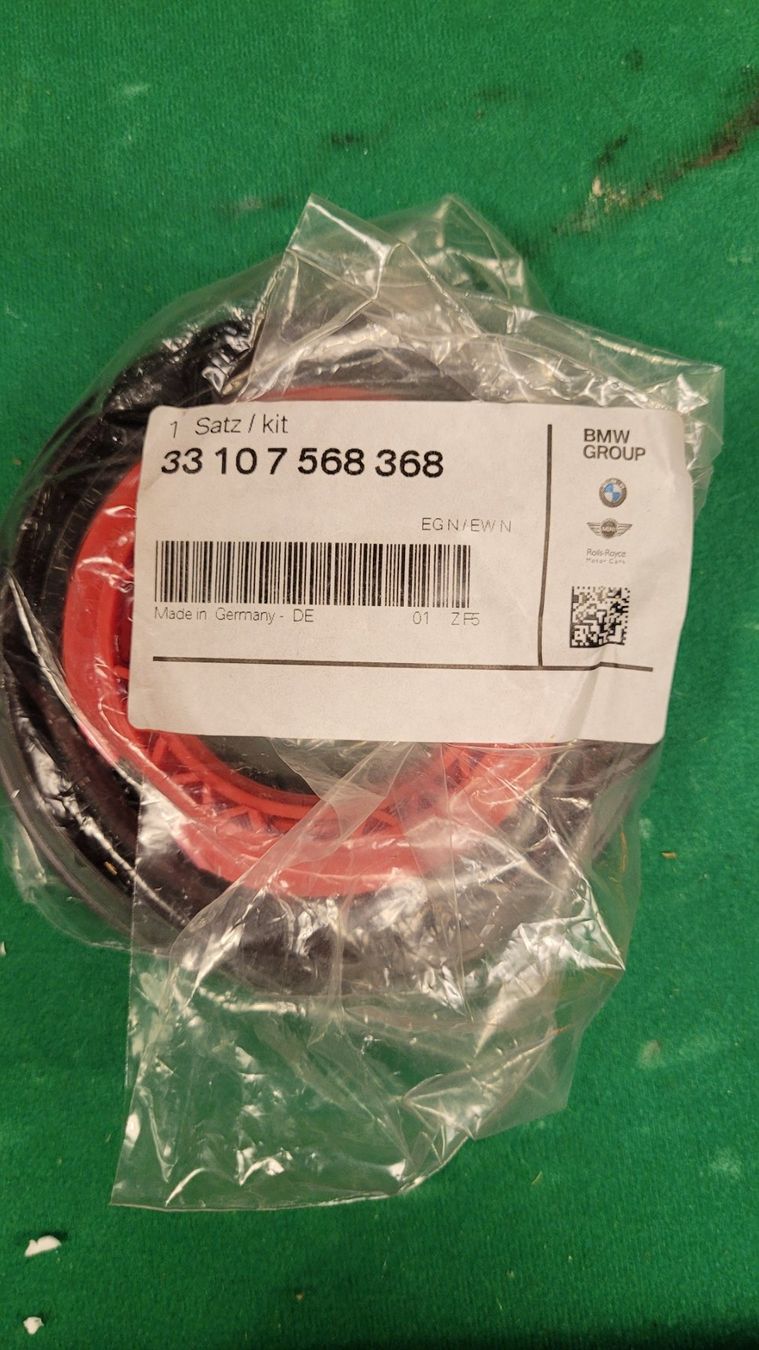 1 Satz / kit
33 10 7 568 368
EG N / EW N
Made in Germany - DE 01 ZF5
BMW
GROUP
MINI
Rolls-Royce
Motor Cars